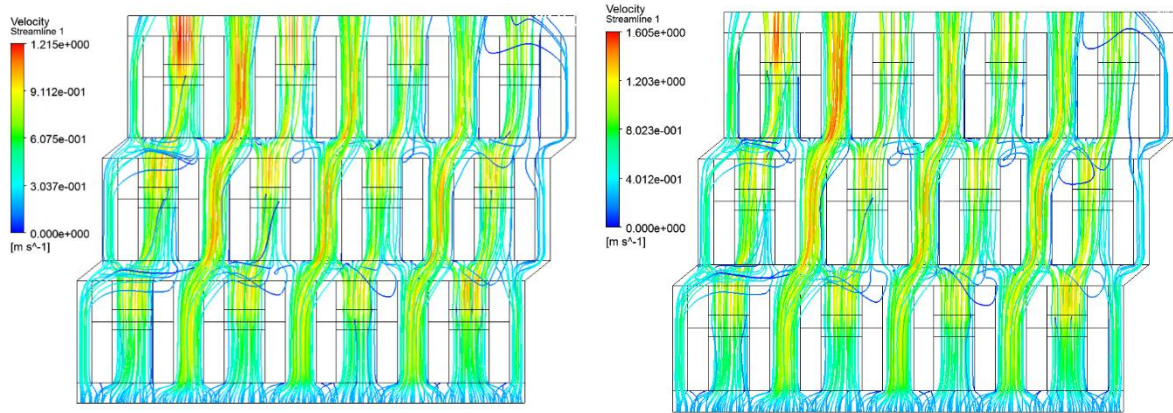 Velocity
Streamline 1
1.215e+000
9.112e-001
6.075e-001
3.037e-001
0.000e+000
[m s^-1]
Velocity
Streamline 1
1.605e+000
1.203e+000
8.023e-001
4.012e-001
0.000e+000
[m s^-1]